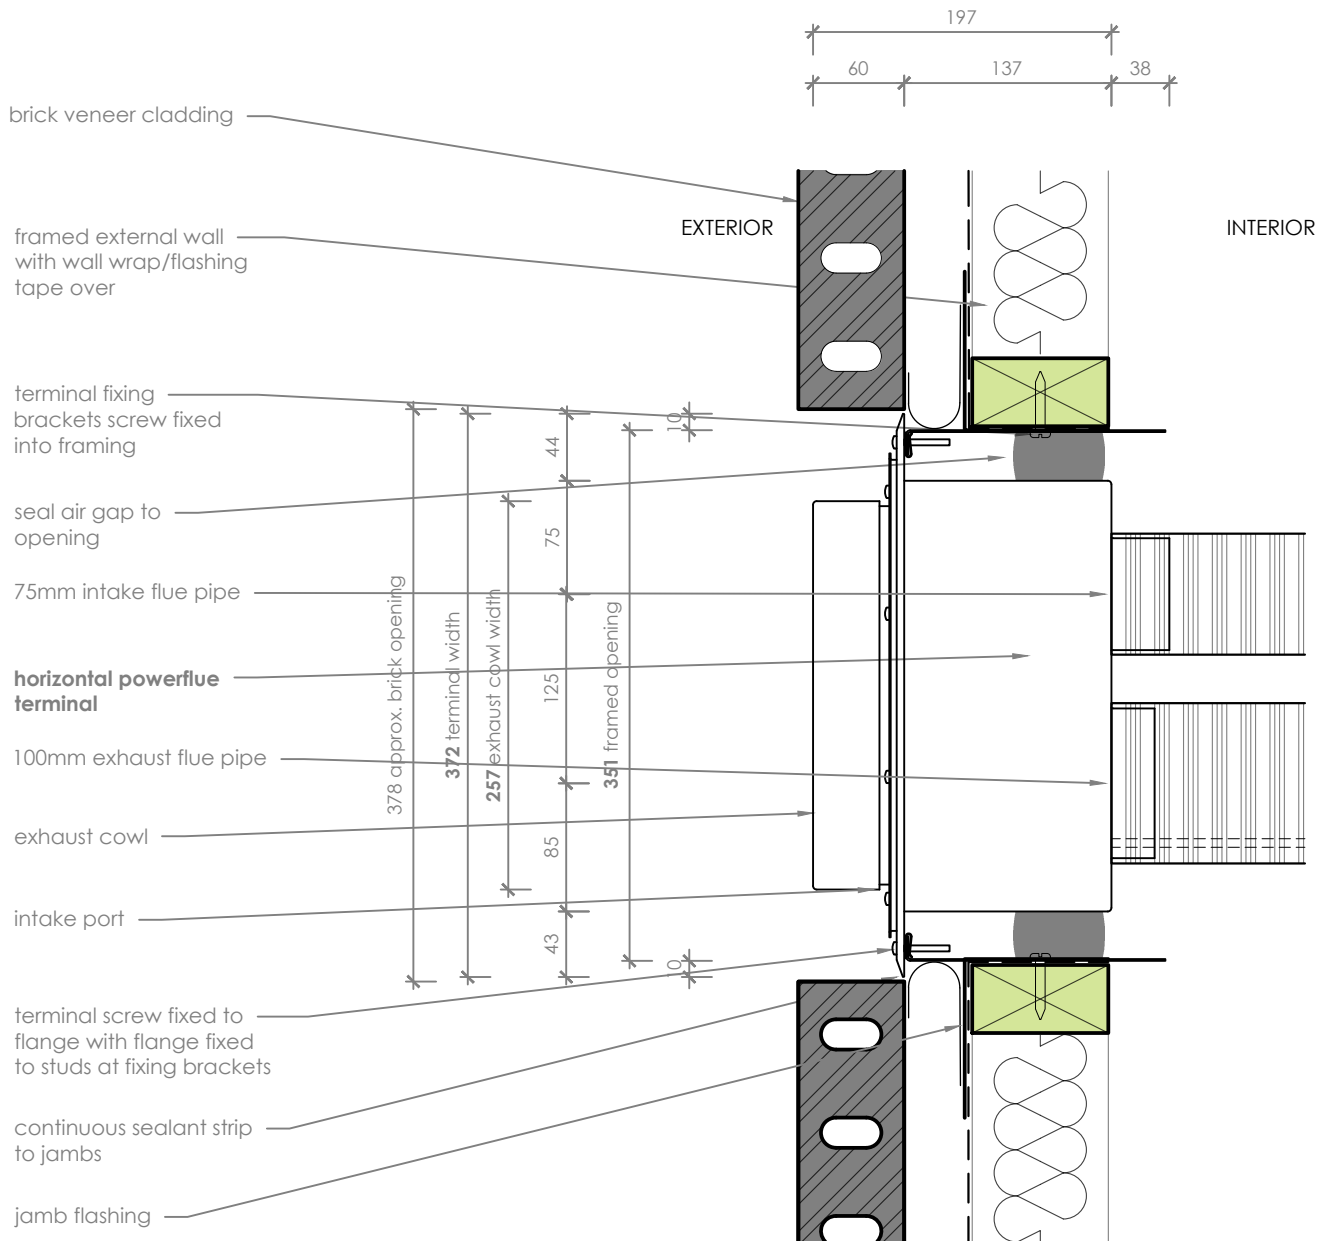 197
60
137
38
brick veneer cladding
EXTERIOR
INTERIOR
framed external wall
with wall wrap/flashing
tape over
terminal fixing
brackets screw fixed
into framing
seal air gap to
opening
75mm intake flue pipe
horizontal powerflue
terminal
100mm exhaust flue pipe
exhaust cowl
intake port
terminal screw fixed to
flange with flange fixed
to studs at fixing brackets
continuous sealant strip
to jambs
jamb flashing
378 approx. brick opening
372 terminal width
257 exhaust cowl width
44
75
125
85
43
351 framed opening
10
0